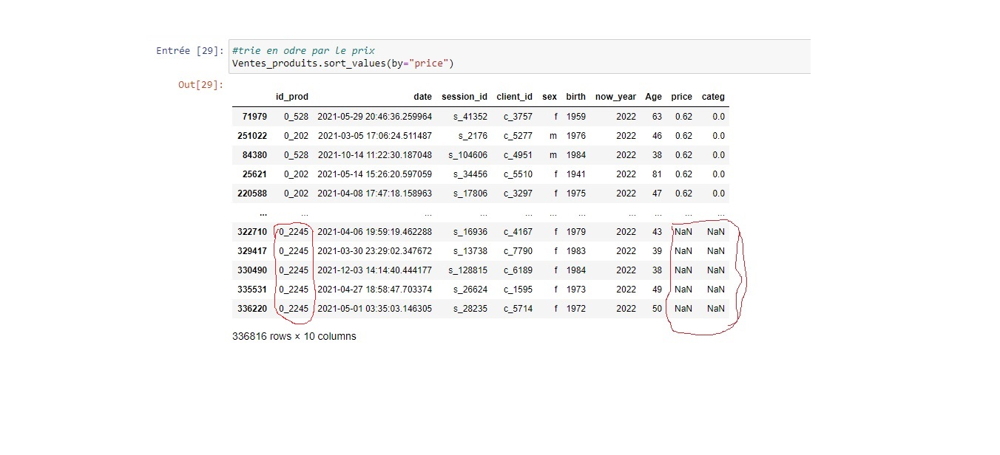 Entrée [29]: #trie en odre par le prix
Ventes_produits.sort_values(by="price")
Out[29]:
id_prod date session_id client_id sex birth now_year Age price categ
71979 0_528 2021-05-29 20:46:36.259964 s_41352 c_3757 f 1959 2022 63 0.62 0.0
251022 0_202 2021-03-05 17:06:24.511487 s_2176 c_5277 m 1976 2022 46 0.62 0.0
84380 0_528 2021-10-14 11:22:30.187048 s_104606 c_4951 m 1984 2022 38 0.62 0.0
25621 0_202 2021-05-14 15:26:20.597059 s_34456 c_5510 f 1941 2022 81 0.62 0.0
220588 0_202 2021-04-08 17:47:18.158963 s_17806 c_3297 f 1975 2022 47 0.62 0.0
... ... ... ... ... ... ... ... ... ... ...
322710 0_2245 2021-04-06 19:59:19.462288 s_16936 c_4167 f 1979 2022 43 NaN NaN
329417 0_2245 2021-03-30 23:29:02.347672 s_13738 c_7790 f 1983 2022 39 NaN NaN
330490 0_2245 2021-12-03 14:14:40.444177 s_128815 c_6189 f 1984 2022 38 NaN NaN
335531 0_2245 2021-04-27 18:58:47.703374 s_26624 c_1595 f 1973 2022 49 NaN NaN
336220 0_2245 2021-05-01 03:35:03.146305 s_28235 c_5714 f 1972 2022 50 NaN NaN
336816 rows × 10 columns